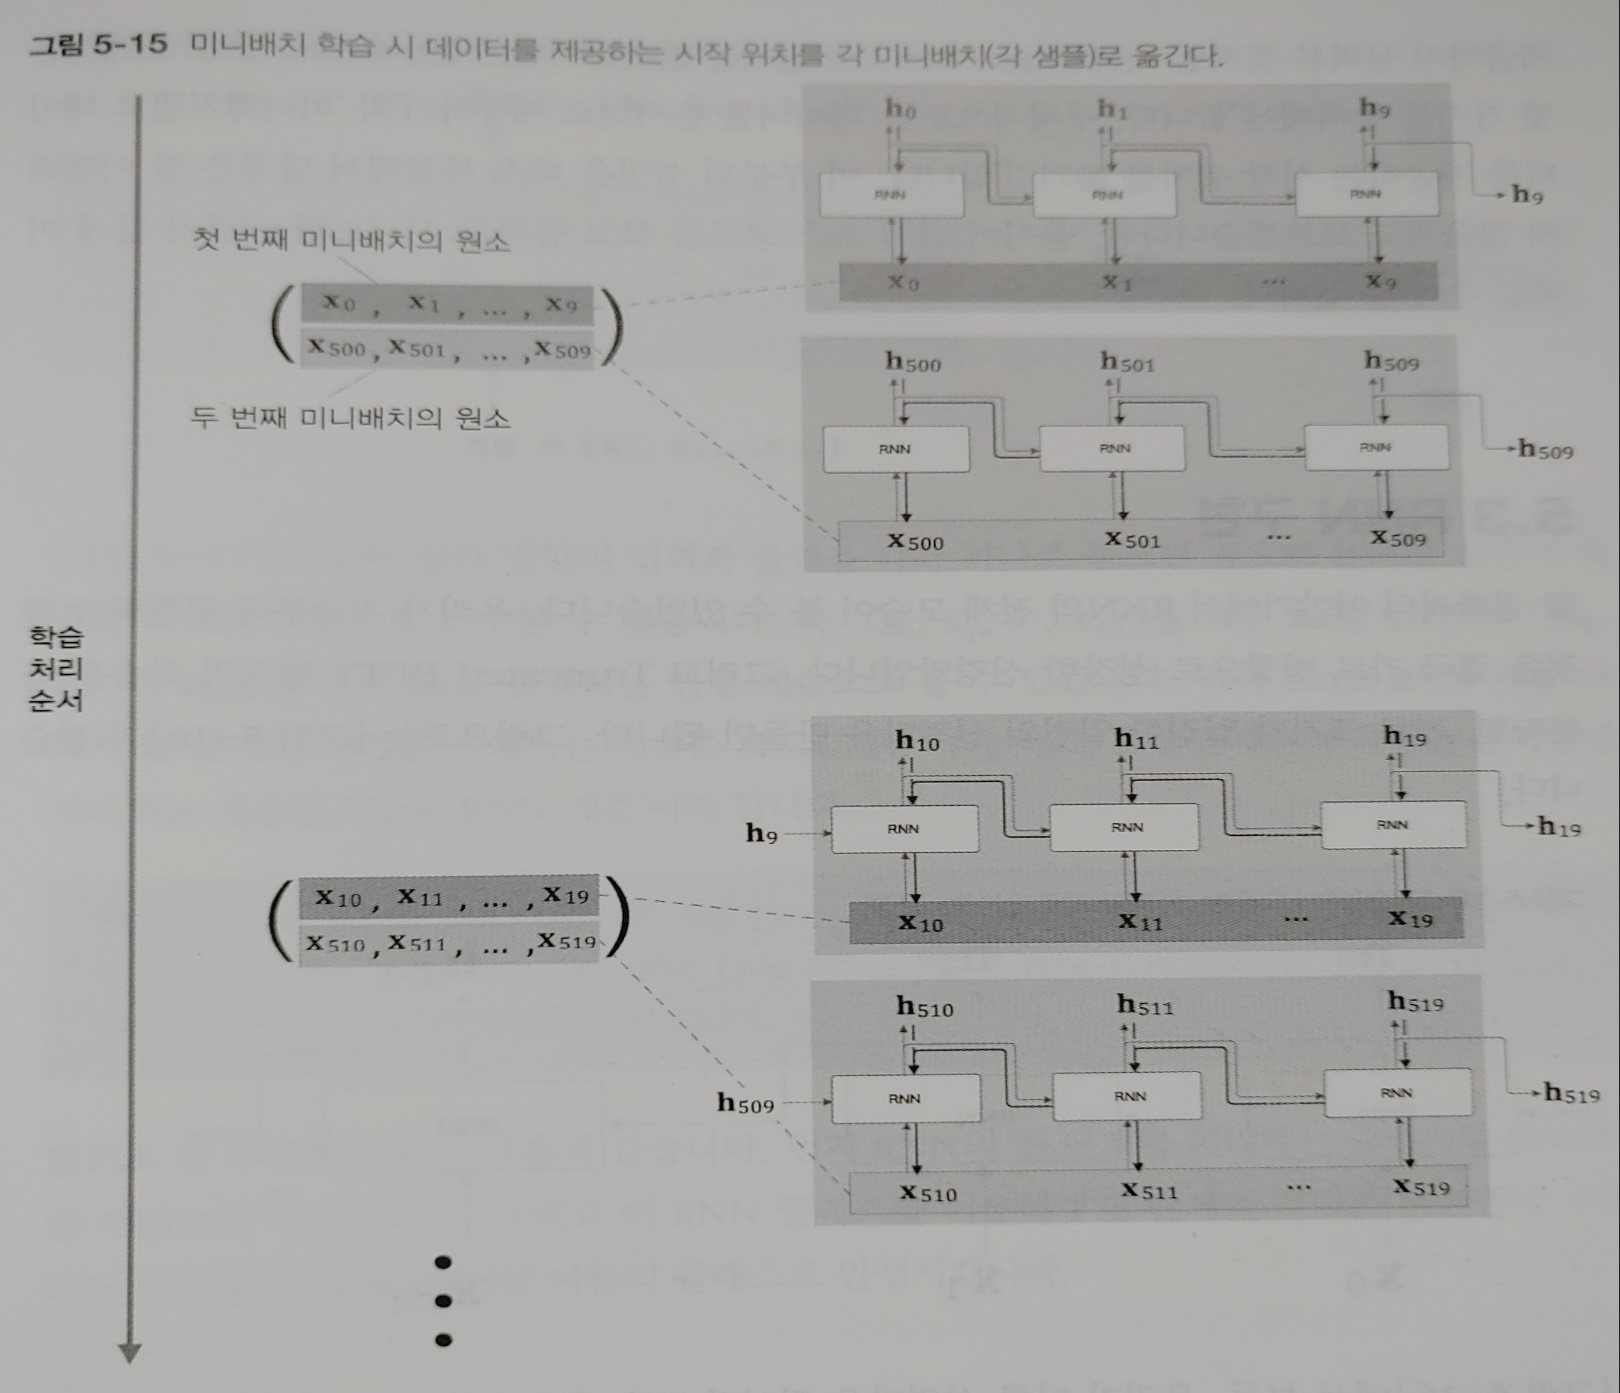 그림 5-15 미니배치 학습 시 데이터를 제공하는 시작 위치를 각 미니배치(각 샘플)로 옮긴다.
h0 h1 h9
RNN RNN RNN h9
x0 x1 ... x9
첫 번째 미니배치의 원소
( x0 , x1 , ... , x9
x500 , x501 , ... , x509 )
두 번째 미니배치의 원소
h500 h501 h509
RNN RNN RNN h509
x500 x501 ... x509
학습
처리
순서
h10 h11 h19
h9 RNN RNN RNN h19
x10 x11 ... x19
( x10 , x11 , ... , x19
x510 , x511 , ... , x519 )
h510 h511 h519
h509 RNN RNN RNN h519
x510 x511 ... x519
5.3 RNN 구현